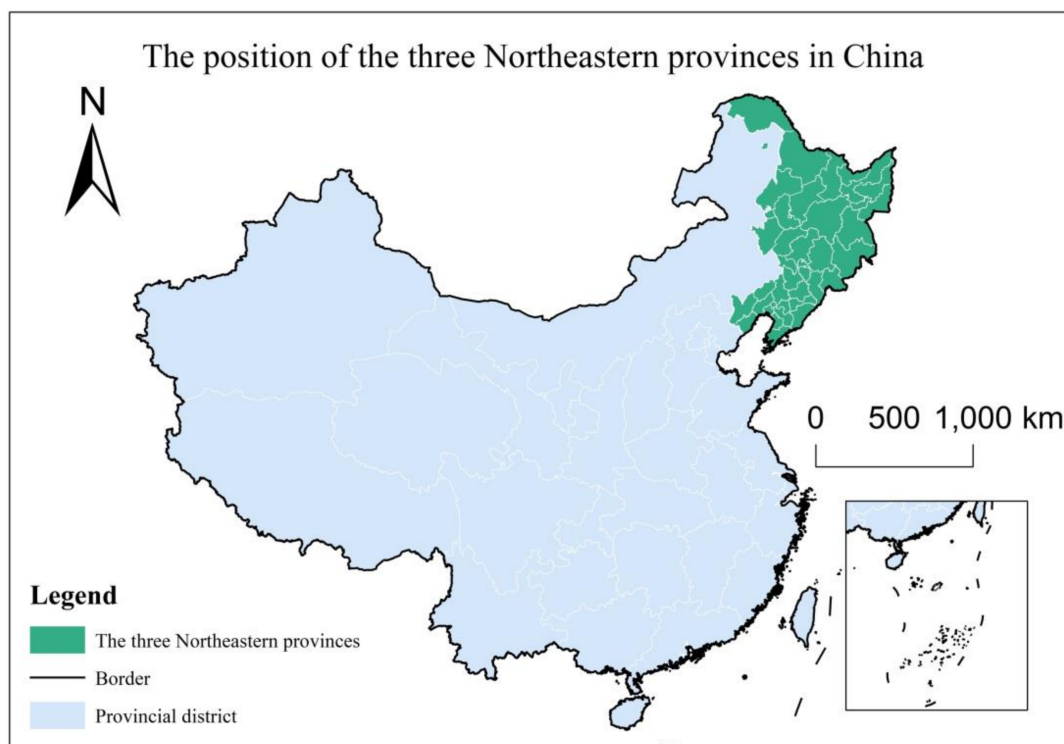 The position of the three Northeastern provinces in China
N
0 500 1,000 km
Legend
The three Northeastern provinces
Border
Provincial district